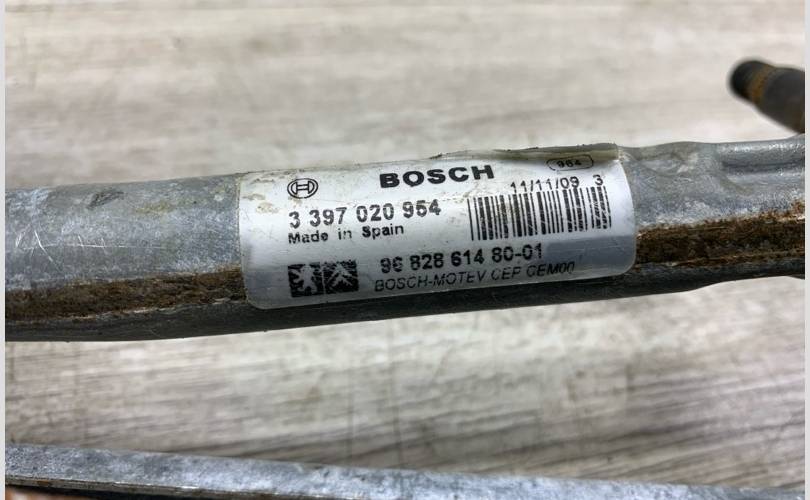 964
BOSCH
11/11/09 3
3 397 020 964
Made in Spain
96 828 614 80-01
BOSCH-MOTEV CEP CEM00